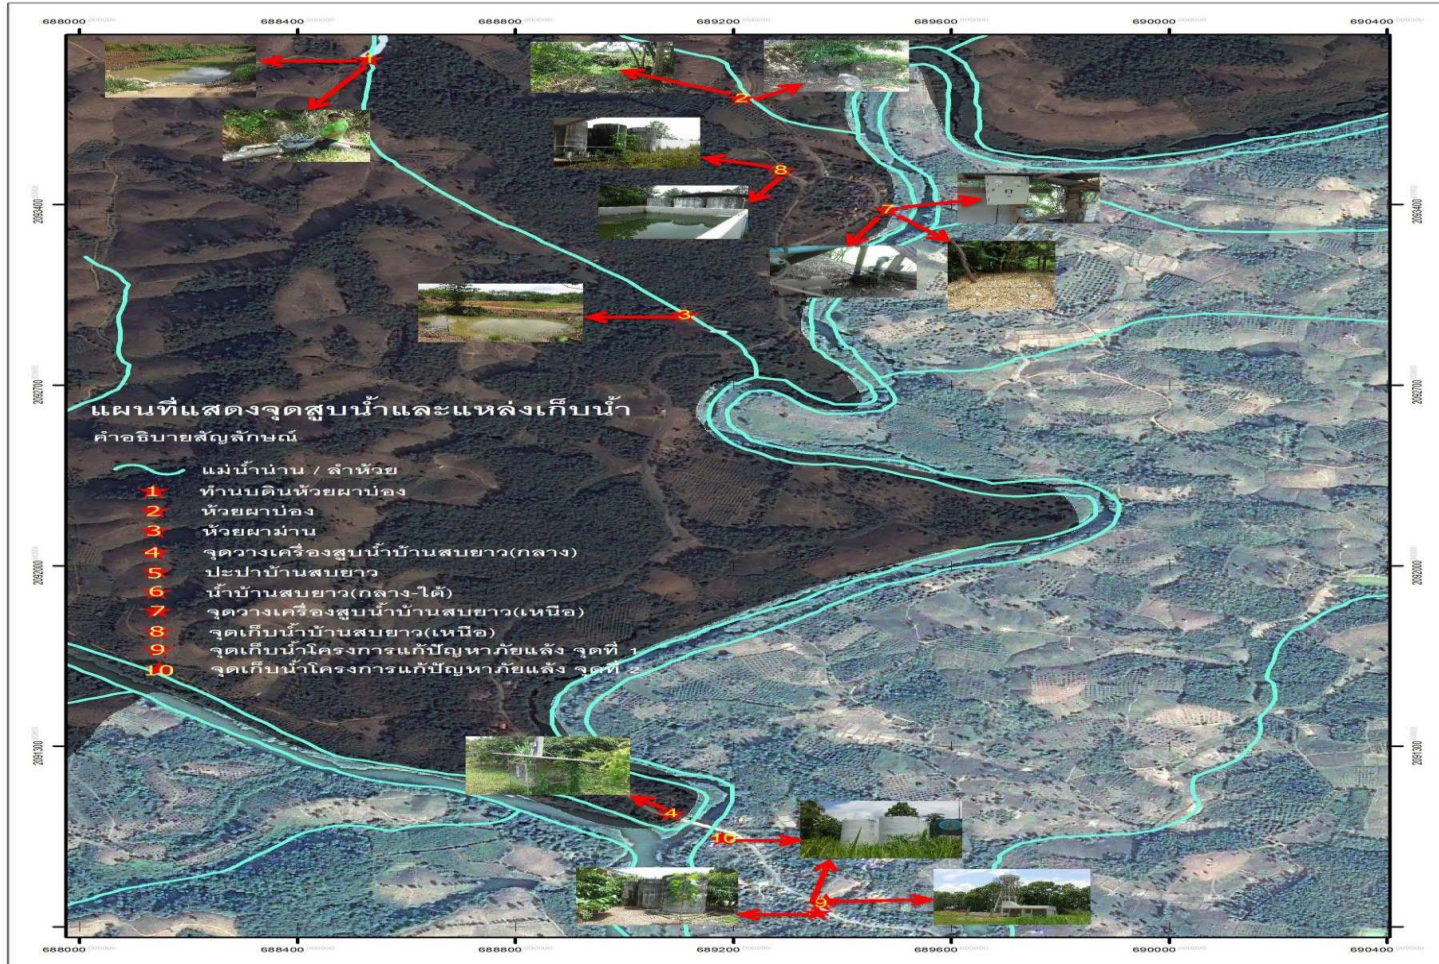 688000 688400 688800 689200 689600 690000 690400
1
2
8
2093400 7 2093400
3
2092700 2092700
แผนที่แสดงจุดสูบน้ำและแหล่งเก็บน้ำ
คำอธิบายสัญลักษณ์
แม่น้ำน่าน / ลำห้วย
1 ทำนบดินห้วยผาบ่อง
2 ห้วยผาบ่อง
3 ห้วยผาม่าน
4 จุดวางเครื่องสูบน้ำบ้านสบยาว(กลาง)
5 ปะปาบ้านสบยาว
6 น้ำบ้านสบยาว(กลาง-ใต้)
7 จุดวางเครื่องสูบน้ำบ้านสบยาว(เหนือ)
8 จุดเก็บน้ำบ้านสบยาว(เหนือ)
9 จุดเก็บน้ำโครงการแก้ปัญหาภัยแล้ง จุดที่ 1
10 จุดเก็บน้ำโครงการแก้ปัญหาภัยแล้ง จุดที่ 2
2092000 2092000
2091300 2091300
4
10
9
688000 688400 688800 689200 689600 690000 690400